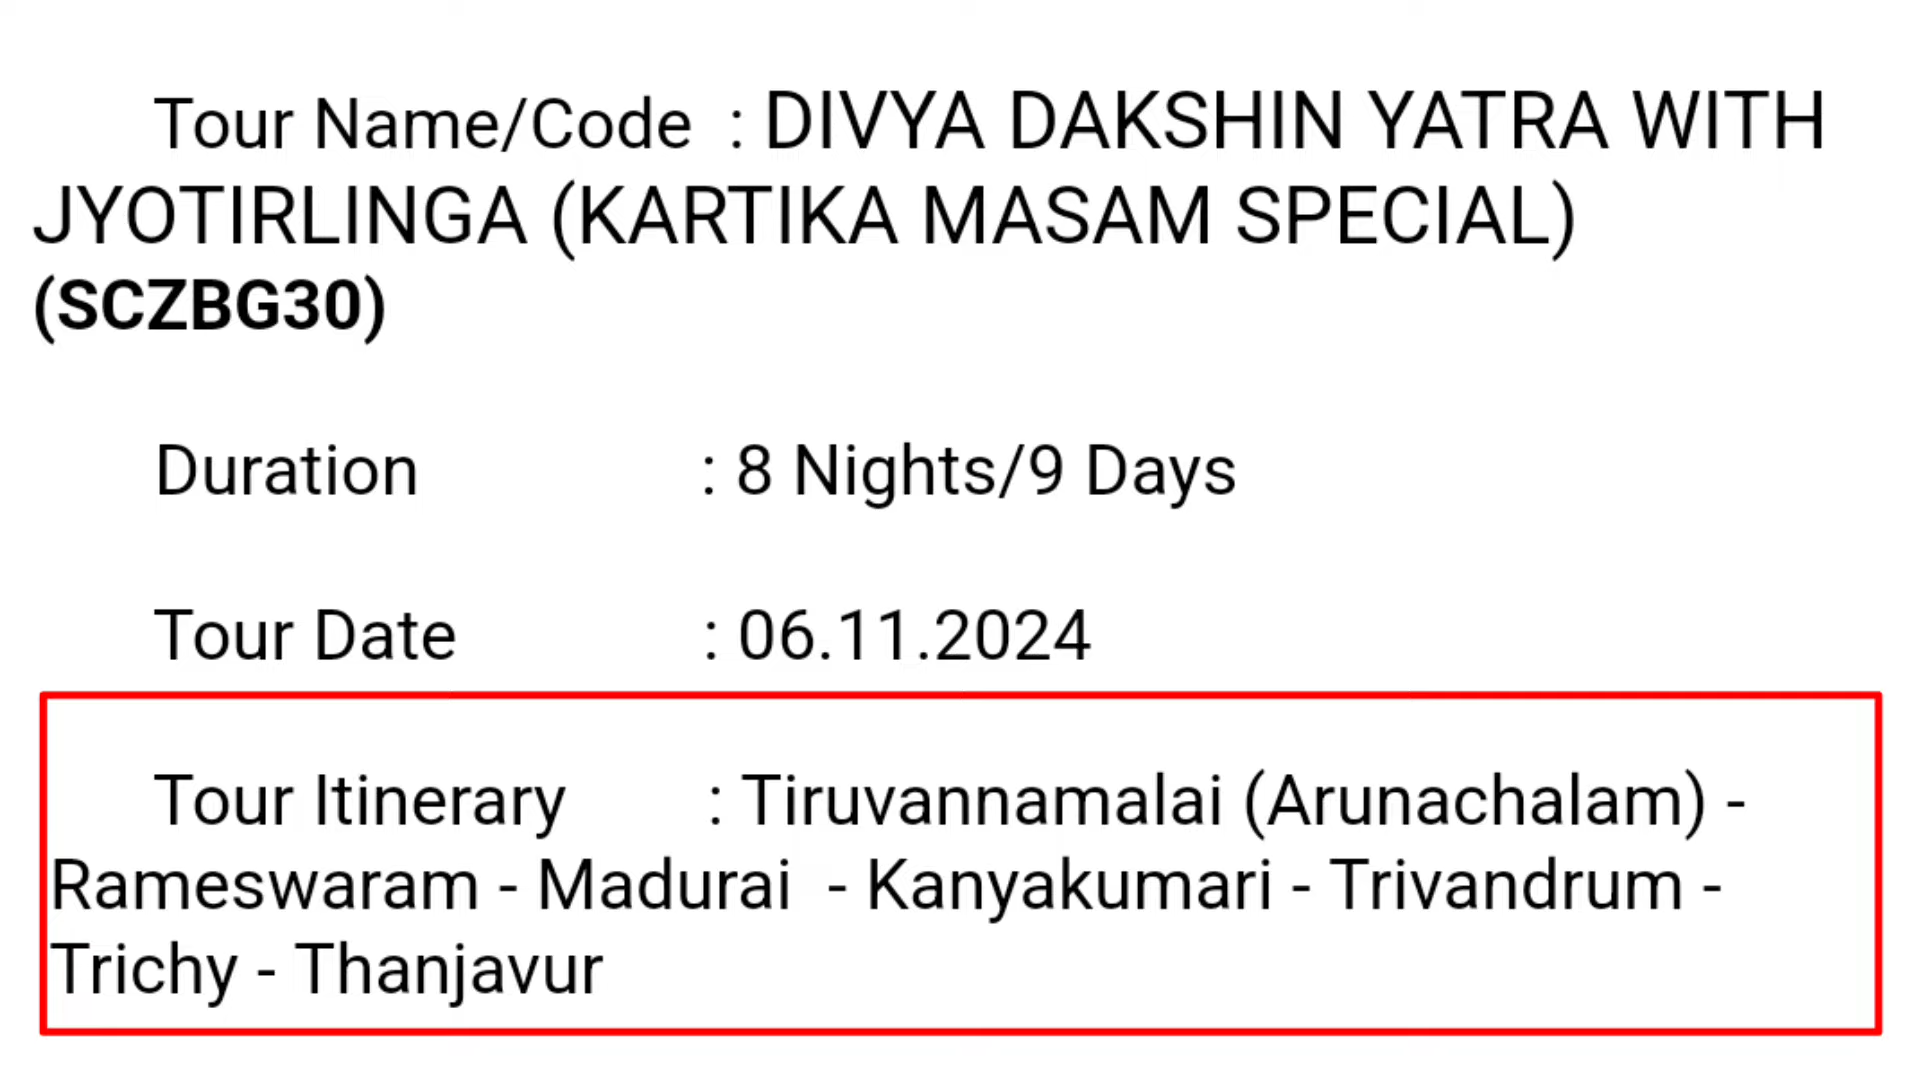 Tour Name/Code : DIVYA DAKSHIN YATRA WITH
JYOTIRLINGA (KARTIKA MASAM SPECIAL)
(SCZBG30)
Duration : 8 Nights/9 Days
Tour Date : 06.11.2024
Tour Itinerary : Tiruvannamalai (Arunachalam) -
Rameswaram - Madurai - Kanyakumari - Trivandrum -
Trichy - Thanjavur